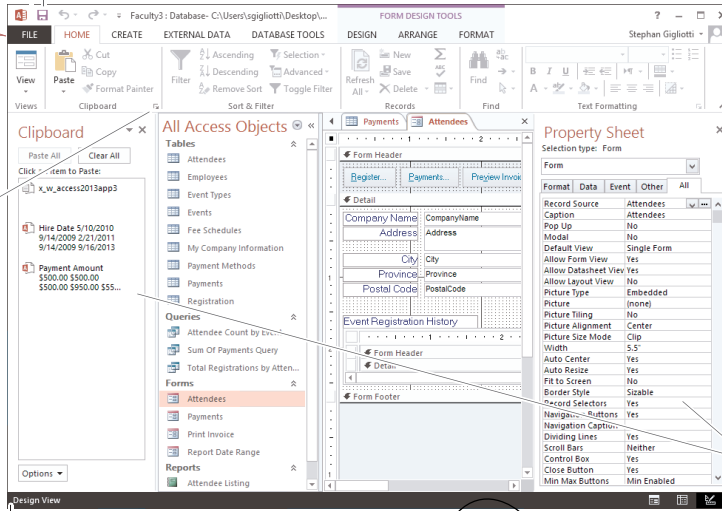 Faculty3 : Database- C:\Users\sgigliotti\Desktop\...
FORM DESIGN TOOLS
?
FILE HOME CREATE EXTERNAL DATA DATABASE TOOLS DESIGN ARRANGE FORMAT
Stephan Gigliotti
View
Views
Paste
Cut
Copy
Format Painter
Clipboard
Filter
Ascending
Descending
Remove Sort
Selection
Advanced
Toggle Filter
Sort & Filter
Refresh
All
New
Save
Delete
Records
Find
Find
B I U
A
Text Formatting
Clipboard
Paste All Clear All
Click item to Paste:
x_w_access2013app3
Hire Date 5/10/2010
9/14/2009 2/21/2011
9/14/2009 9/16/2013
Payment Amount
$500.00 $500.00
$500.00 $950.00 $55...
Options
All Access Objects
Tables
Attendees
Employees
Event Types
Events
Fee Schedules
My Company Information
Payment Methods
Payments
Registration
Queries
Attendee Count by
Sum Of Payments Query
Total Registrations by Atten...
Forms
Attendees
Payments
Print Invoice
Report Date Range
Reports
Attendee Listing
Payments Attendees
1 2
Form Header
Register... Payments... Preview Invoic
Detail
Company Name CompanyName
Address Address
City City
Province Province
Postal Code PostalCode
Event Registration History
1 2
Form Header
Detail
Form Footer
Property Sheet
Selection type: Form
Form
Format Data Event Other All
Record Source Attendees
Caption Attendees
Pop Up No
Modal No
Default View Single Form
Allow Form View Yes
Allow Datasheet View Yes
Allow Layout View No
Picture Type Embedded
Picture (none)
Picture Tiling No
Picture Alignment Center
Picture Size Mode Clip
Width 5.5"
Auto Center Yes
Auto Resize Yes
Fit to Screen No
Border Style Sizable
Record Selectors Yes
Navigation Buttons Yes
Navigation Caption
Dividing Lines Yes
Scroll Bars Neither
Control Box Yes
Close Button Yes
Min Max Buttons Min Enabled
Design View